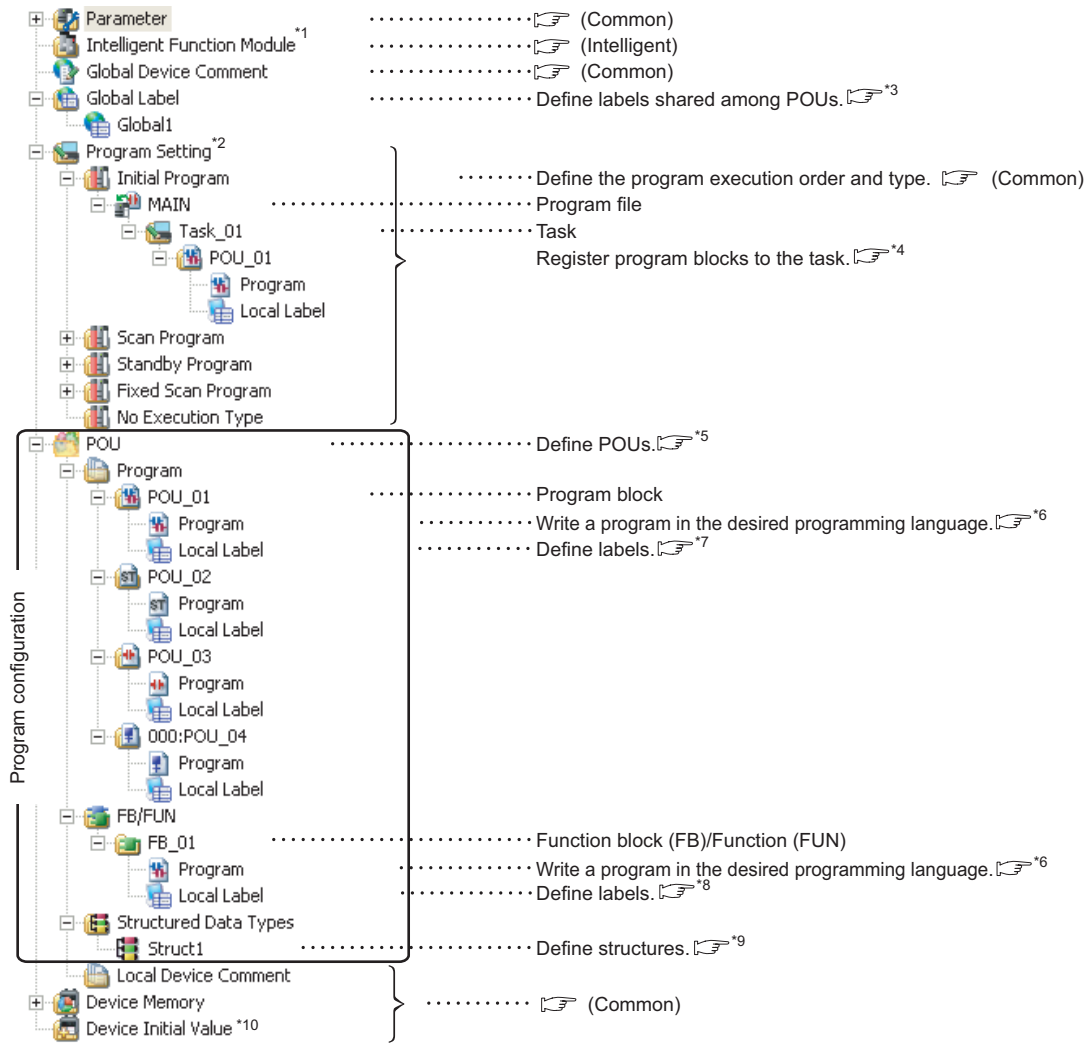 Parameter (Common)
Intelligent Function Module*1 (Intelligent)
Global Device Comment (Common)
Global Label Define labels shared among POUs. *3
Global1
Program Setting*2
Initial Program Define the program execution order and type. (Common)
MAIN Program file
Task_01 Task
POU_01 Register program blocks to the task. *4
Program
Local Label
Scan Program
Standby Program
Fixed Scan Program
No Execution Type
POU Define POUs. *5
Program
POU_01 Program block
Program Write a program in the desired programming language. *6
Local Label Define labels. *7
POU_02
ST
Program
ST
Local Label
POU_03
Program
Local Label
000:POU_04
Program
Local Label
Program configuration
FB/FUN
FB_01 Function block (FB)/Function (FUN)
Program Write a program in the desired programming language. *6
Local Label Define labels. *8
Structured Data Types
Struct1 Define structures. *9
Local Device Comment
Device Memory (Common)
Device Initial Value *10